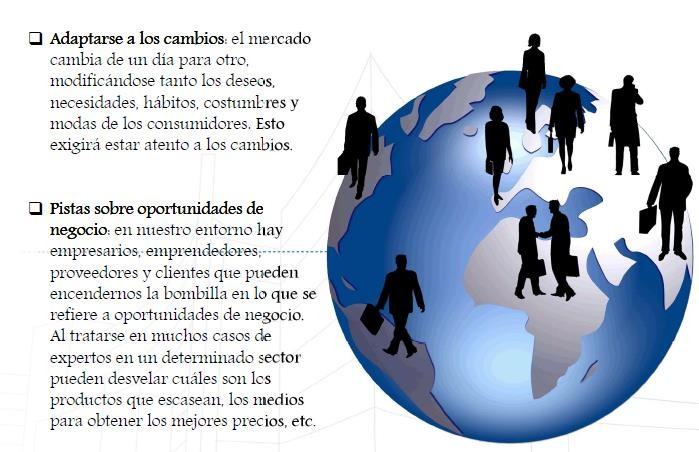 ❑ Adaptarse a los cambios: el mercado
cambia de un día para otro,
modificándose tanto los deseos,
necesidades, hábitos, costumbres y
modas de los consumidores. Esto
exigirá estar atento a los cambios.
❑ Pistas sobre oportunidades de
negocio: en nuestro entorno hay
empresarios, emprendedores,
proveedores y clientes que pueden
encendernos la bombilla en lo que se
refiere a oportunidades de negocio.
Al tratarse en muchos casos de
expertos en un determinado sector
pueden desvelar cuáles son los
productos que escasean, los medios
para obtener los mejores precios, etc.